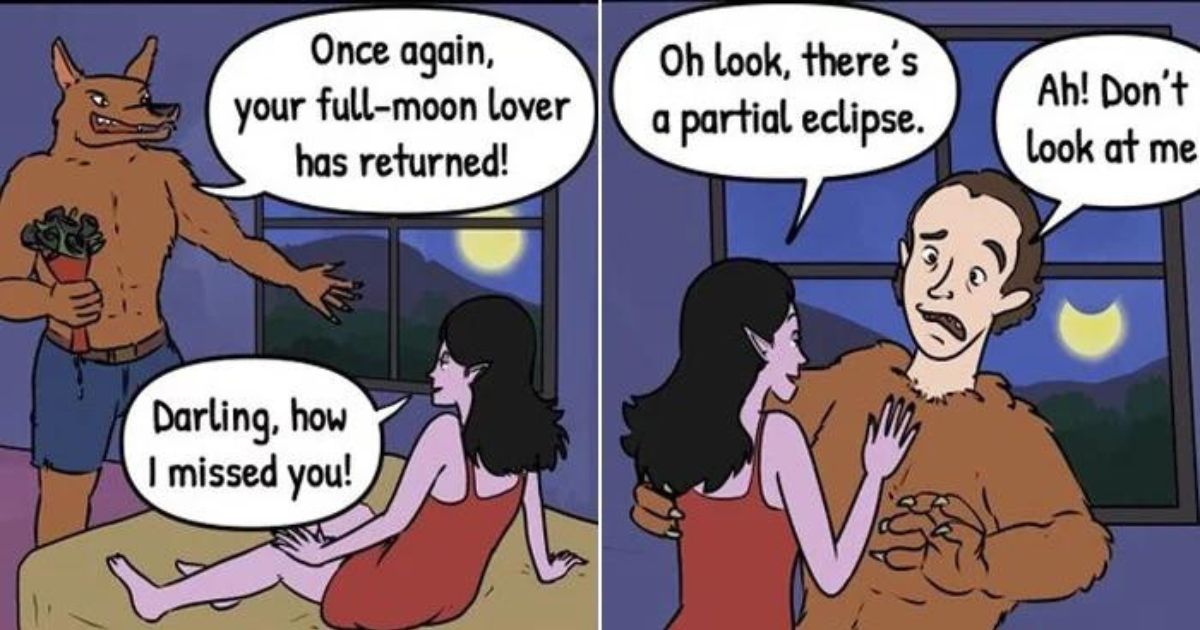 Once again,
your full-moon lover
has returned!
Darling, how
I missed you!
Oh look, there's
a partial eclipse.
Ah! Don't
look at me